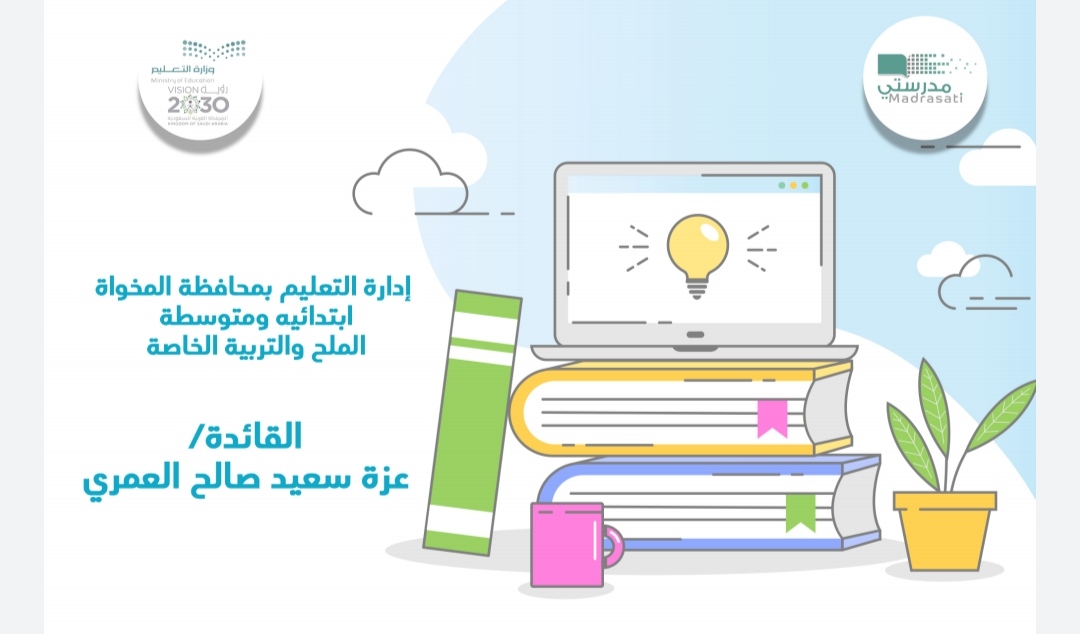 وزارة التعليم
Ministry of Education
VISION رؤية
2030
المملكة العربية السعودية
KINGDOM OF SAUDI ARABIA
مدرستي
Madrasati
إدارة التعليم بمحافظة المخواة
ابتدائيه ومتوسطة
الملح والتربية الخاصة
القائدة/
عزة سعيد صالح العمري